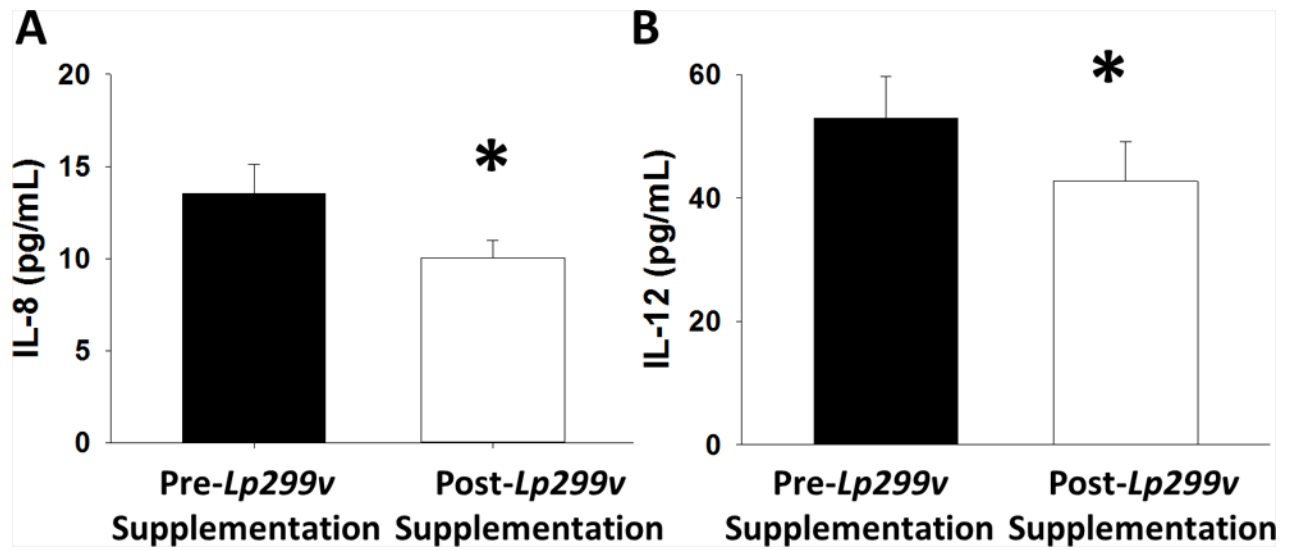 A
20
15
10
5
0
IL-8 (pg/mL)
*
Pre-Lp299v
Supplementation
Post-Lp299v
Supplementation
B
60
40
20
0
IL-12 (pg/mL)
*
Pre-Lp299v
Supplementation
Post-Lp299v
Supplementation